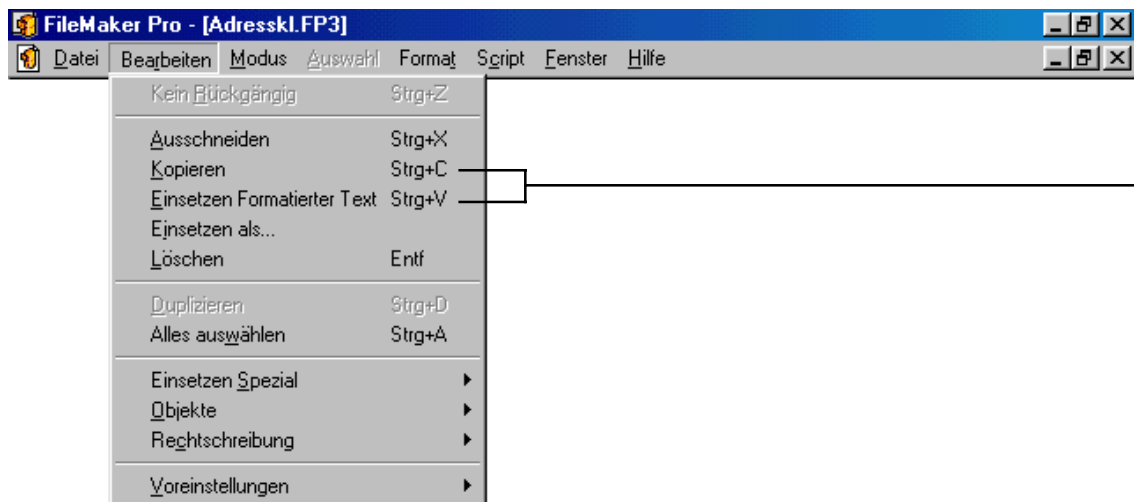 FileMaker Pro - [Adresskl.FP3]
Datei Bearbeiten Modus Auswahl Format Script Fenster Hilfe
Kein Rückgängig Strg+Z
Ausschneiden Strg+X
Kopieren Strg+C
Einsetzen Formatierter Text Strg+V
Einsetzen als...
Löschen Entf
Duplizieren Strg+D
Alles auswählen Strg+A
Einsetzen Spezial
Objekte
Rechtschreibung
Voreinstellungen